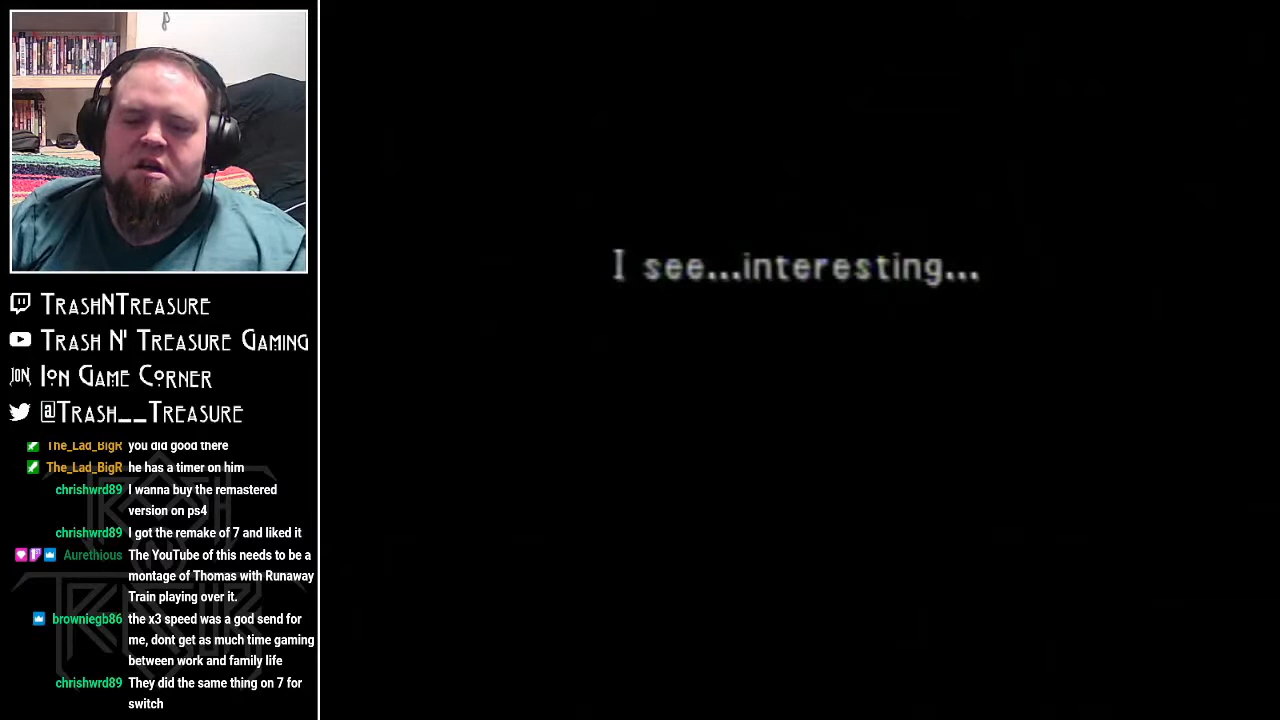 I see...interesting...
TrashNTreasure
Trash N' Treasure Gaming
Ion Game Corner
@Trash__Treasure
The_Lad_BigR you did good there
The_Lad_BigR he has a timer on him
chrishwrd89 I wanna buy the remastered
version on ps4
chrishwrd89 I got the remake of 7 and liked it
Aurethious The YouTube of this needs to be a
montage of Thomas with Runaway
Train playing over it.
browniegb86 the x3 speed was a god send for
me, dont get as much time gaming
between work and family life
chrishwrd89 They did the same thing on 7 for
switch